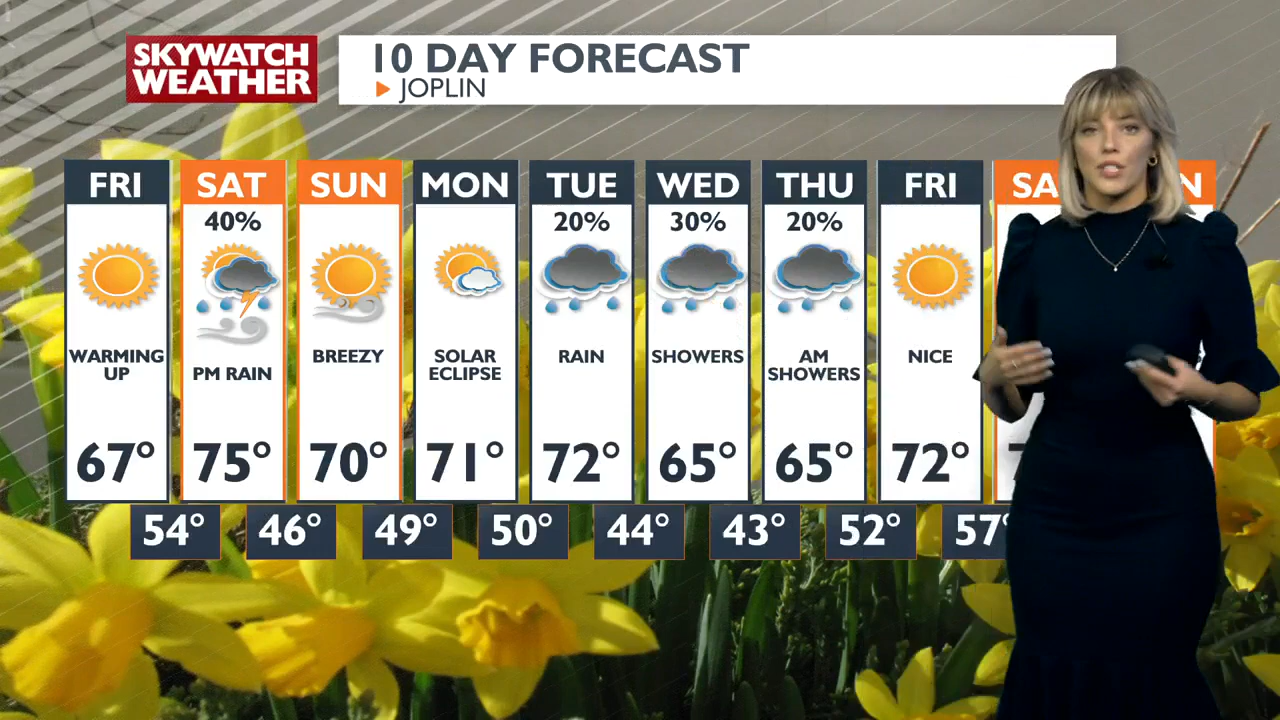 SKYWATCH
WEATHER
10 DAY FORECAST
JOPLIN
FRI
SAT
SUN
MON
TUE
WED
THU
FRI
40%
20%
30%
20%
WARMING
UP
PM RAIN
BREEZY
SOLAR
ECLIPSE
RAIN
SHOWERS
AM
SHOWERS
NICE
67°
75°
70°
71°
72°
65°
65°
72°
54°
46°
49°
50°
44°
43°
52°
57°